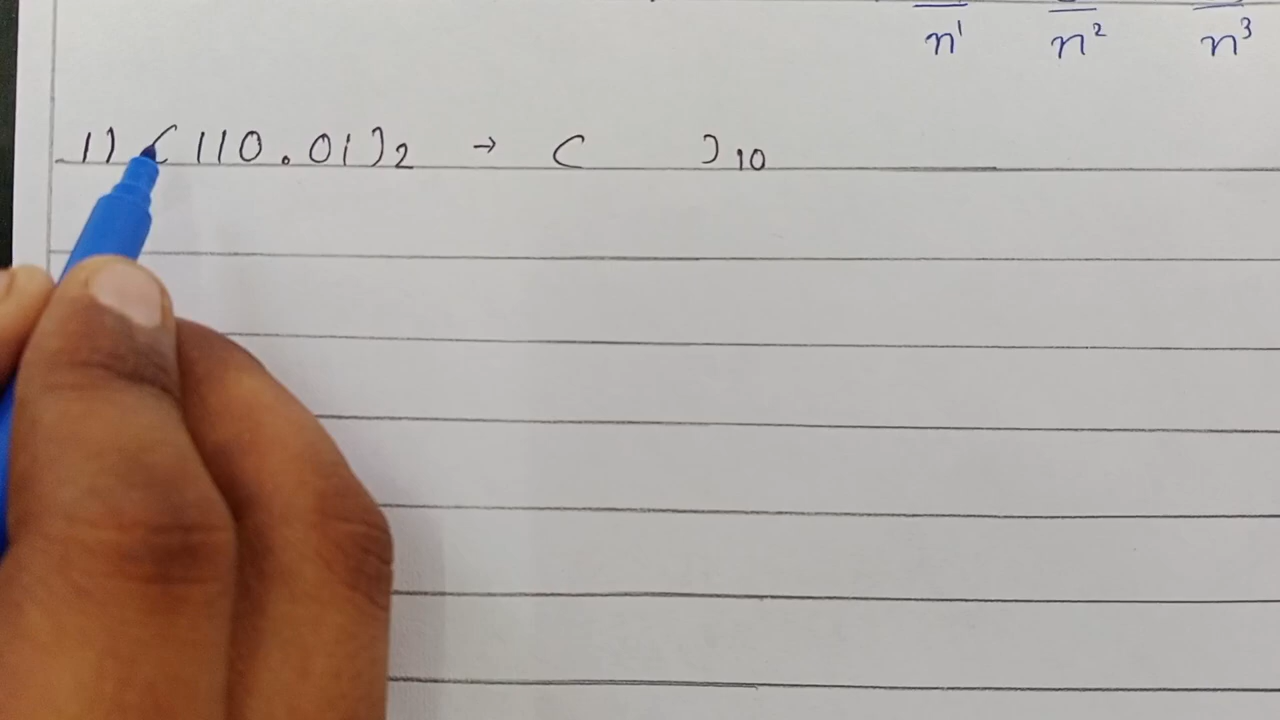 n¹ n² n³
1) (110.01)₂ → ( )₁₀